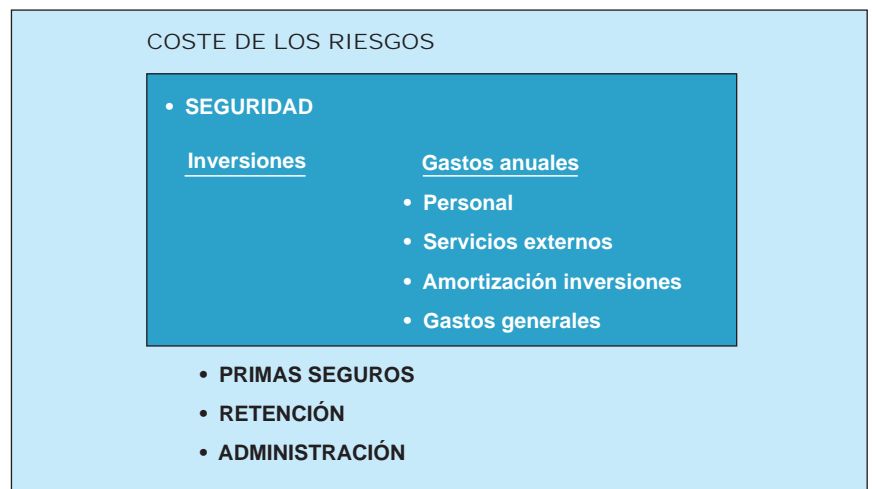 COSTE DE LOS RIESGOS
• SEGURIDAD
Inversiones
Gastos anuales
• Personal
• Servicios externos
• Amortización inversiones
• Gastos generales
• PRIMAS SEGUROS
• RETENCIÓN
• ADMINISTRACIÓN